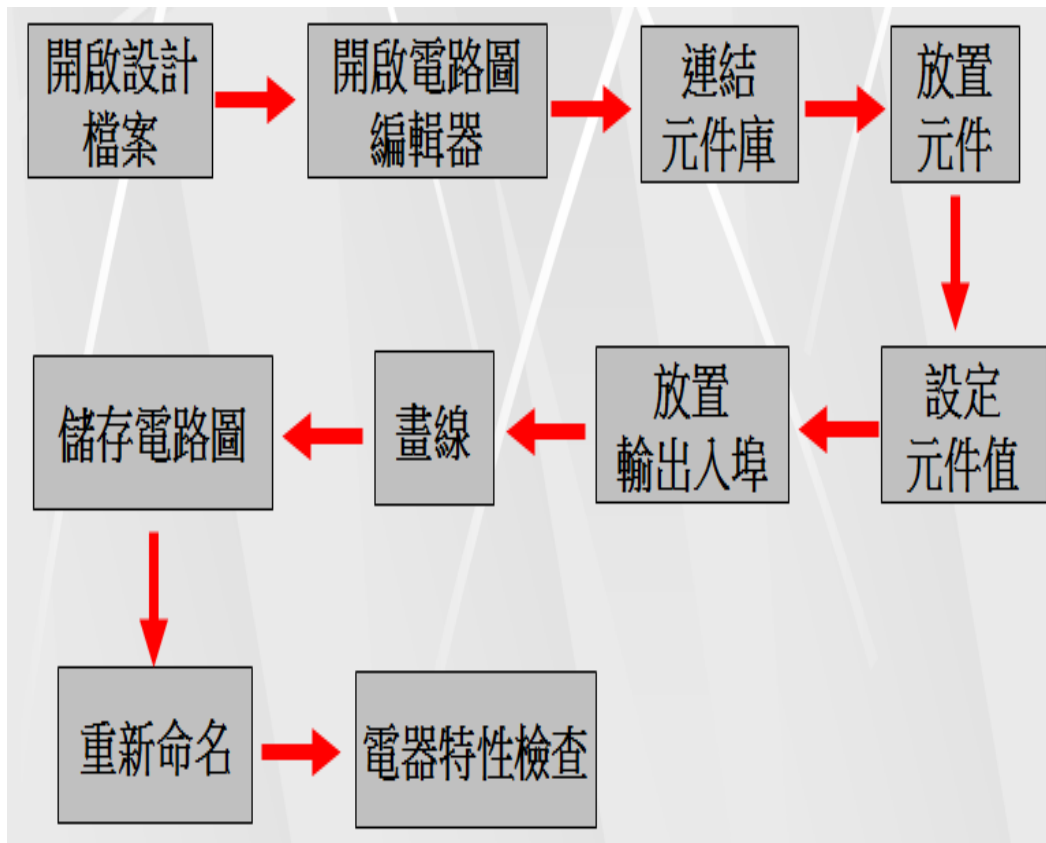 開啟設計
檔案
開啟電路圖
編輯器
連結
元件庫
放置
元件
設定
元件值
放置
輸出入埠
畫線
儲存電路圖
重新命名
電器特性檢查